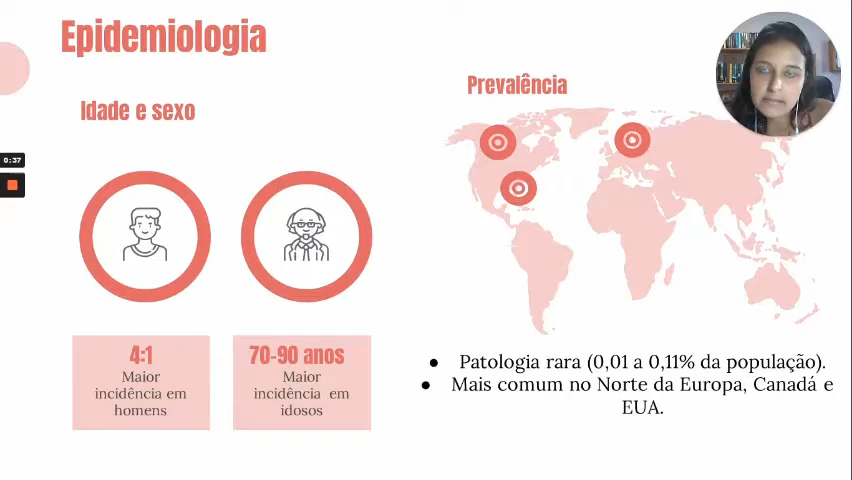 Epidemiologia
Idade e sexo
Prevalência
0:37
4:1
Maior
incidência em
homens
70-90 anos
Maior
incidência em
idosos
● Patologia rara (0,01 a 0,11% da população).
● Mais comum no Norte da Europa, Canadá e
EUA.